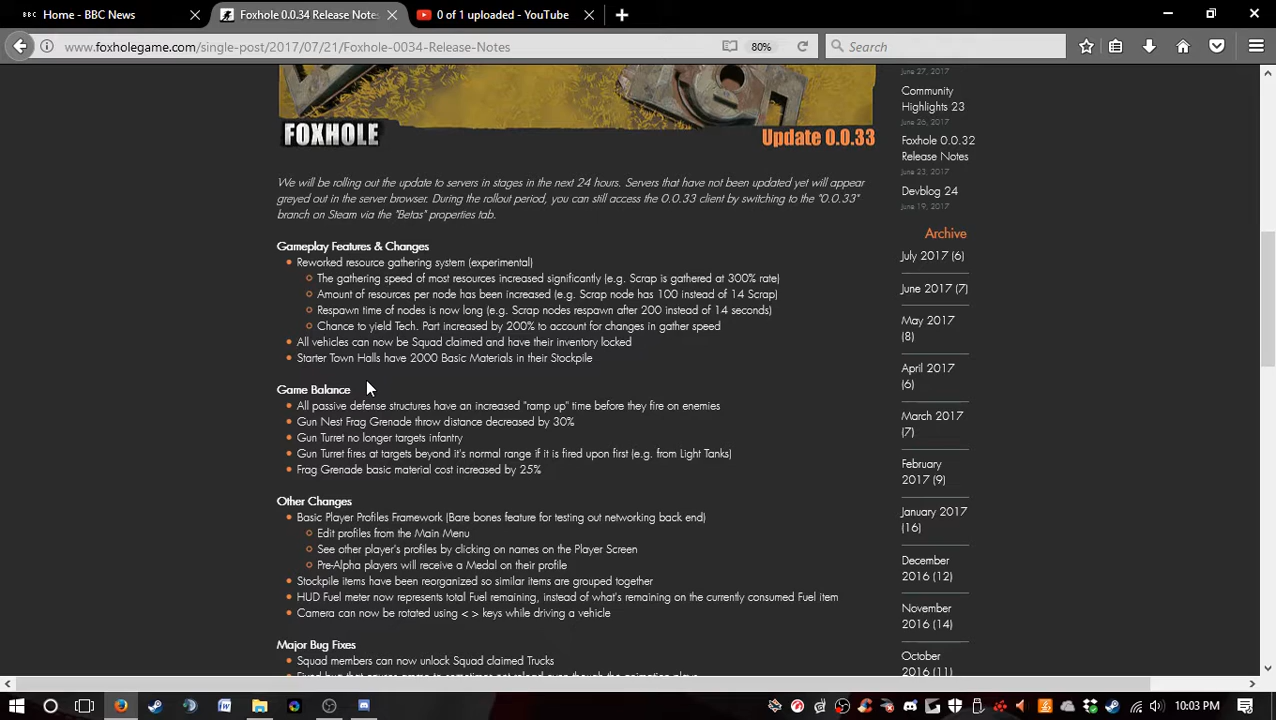 Home - BBC News
Foxhole 0.0.34 Release Notes
0 of 1 uploaded - YouTube
www.foxholegame.com/single-post/2017/07/21/Foxhole-0034-Release-Notes
80%
Search
FOXHOLE
Update 0.0.33
We will be rolling out the update to servers in stages in the next 24 hours. Servers that have not been updated yet will appear
greyed out in the server browser. During the rollout period, you can still access the 0.0.33 client by switching to the "0.0.33"
branch on Steam via the "Betas" properties tab.
Gameplay Features & Changes
Reworked resource gathering system (experimental)
The gathering speed of most resources increased significantly (e.g. Scrap is gathered at 300% rate)
Amount of resources per node has been increased (e.g. Scrap node has 100 instead of 14 Scrap)
Respawn time of nodes is now long (e.g. Scrap nodes respawn after 200 instead of 14 seconds)
Chance to yield Tech. Part increased by 200% to account for changes in gather speed
All vehicles can now be Squad claimed and have their inventory locked
Starter Town Halls have 2000 Basic Materials in their Stockpile
Game Balance
All passive defense structures have an increased "ramp up" time before they fire on enemies
Gun Nest Frag Grenade throw distance decreased by 30%
Gun Turret no longer targets infantry
Gun Turret fires at targets beyond it's normal range if it is fired upon first (e.g. from Light Tanks)
Frag Grenade basic material cost increased by 25%
Other Changes
Basic Player Profiles Framework (Bare bones feature for testing out networking back end)
Edit profiles from the Main Menu
See other player's profiles by clicking on names on the Player Screen
Pre-Alpha players will receive a Medal on their profile
Stockpile items have been reorganized so similar items are grouped together
HUD Fuel meter now represents total Fuel remaining, instead of what's remaining on the currently consumed Fuel item
Camera can now be rotated using < > keys while driving a vehicle
Major Bug Fixes
Squad members can now unlock Squad claimed Trucks
June 27, 2017
Community
Highlights 23
June 26, 2017
Foxhole 0.0.32
Release Notes
June 23, 2017
Devblog 24
June 19, 2017
Archive
July 2017 (6)
June 2017 (7)
May 2017
(8)
April 2017
(6)
March 2017
(7)
February
2017 (9)
January 2017
(16)
December
2016 (12)
November
2016 (14)
October
2016 (11)
10:03 PM